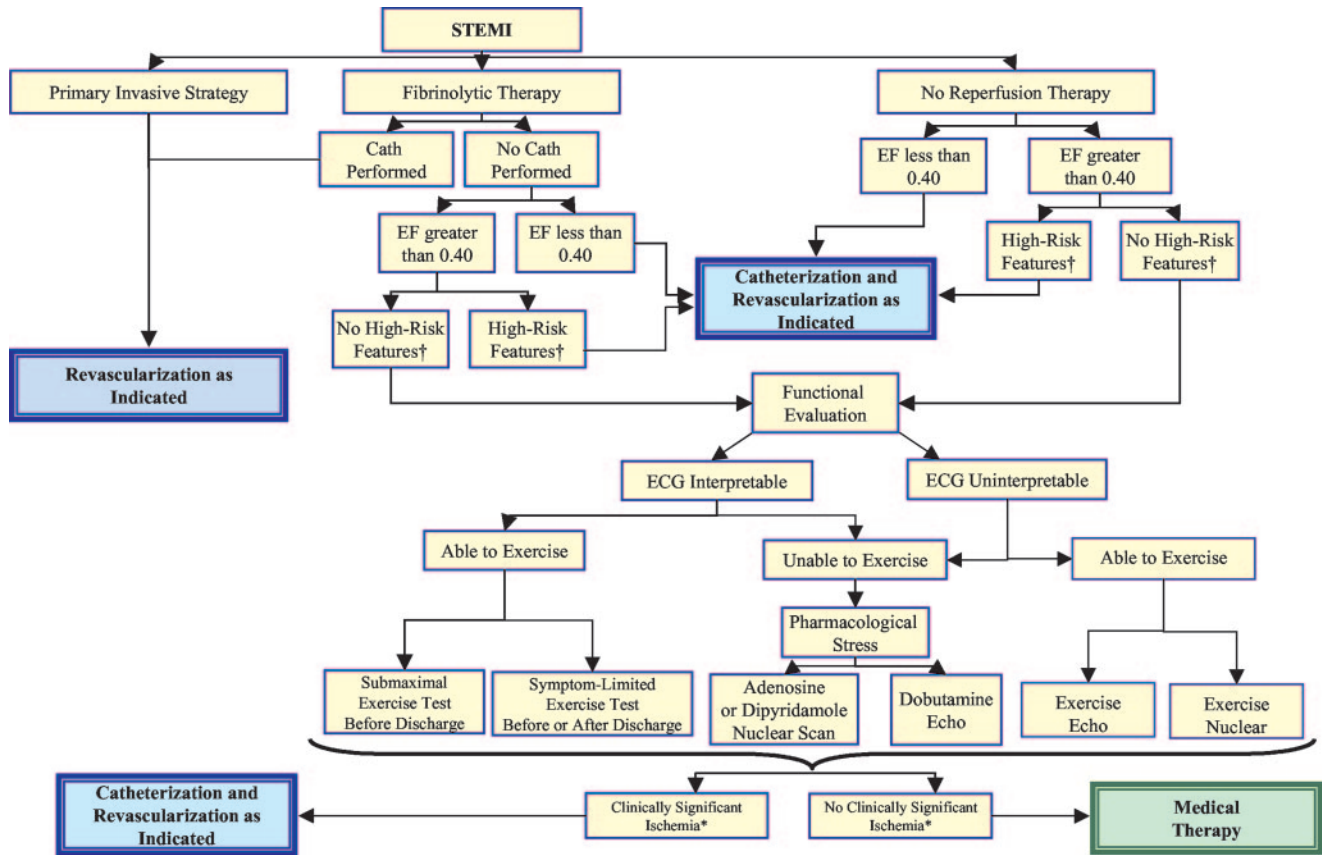 STEMI
Primary Invasive Strategy
Fibrinolytic Therapy
No Reperfusion Therapy
Cath
Performed
No Cath
Performed
EF less than
0.40
EF greater
than 0.40
EF greater
than 0.40
EF less than
0.40
High-Risk
Features†
No High-Risk
Features†
Catheterization and
Revascularization as
Indicated
No High-Risk
Features†
High-Risk
Features†
Revascularization as
Indicated
Functional
Evaluation
ECG Interpretable
ECG Uninterpretable
Able to Exercise
Unable to Exercise
Able to Exercise
Pharmacological
Stress
Submaximal
Exercise Test
Before Discharge
Symptom-Limited
Exercise Test
Before or After Discharge
Adenosine
or Dipyridamole
Nuclear Scan
Dobutamine
Echo
Exercise
Echo
Exercise
Nuclear
Catheterization and
Revascularization as
Indicated
Clinically Significant
Ischemia*
No Clinically Significant
Ischemia*
Medical
Therapy